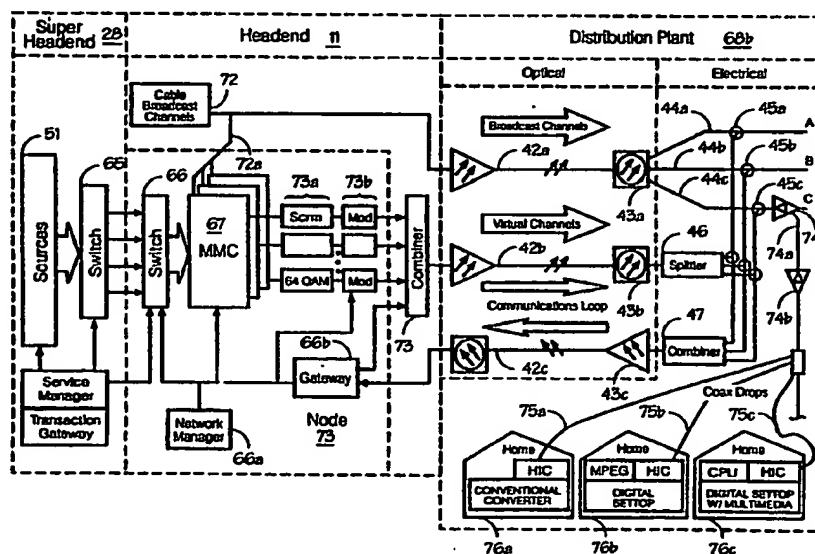 Super Headend 28
Headend 11
Distribution Plant 68b
Optical
Electrical
Cable Broadcast Channels
72
72a
Broadcast Channels
44a
45a
A
42a
44b
45b
B
44c
45c
C
43a
51
65
66
73a
73b
67
MMC
Scrm
Mod
64 QAM
Mod
Sources
Switch
Switch
Combiner
73
Virtual Channels
42b
46
Splitter
43b
74
74a
74b
Communications Loop
47
Combiner
66b
Gateway
42c
43c
Service Manager
Transaction Gateway
Network Manager
66a
Node
73
75a
75b
Coax Drops
75c
Home
HIC
CONVENTIONAL CONVERTER
76a
Home
MPEG
HIC
DIGITAL SETTOP
76b
Home
CPU
HIC
DIGITAL SETTOP W/ MULTIMEDIA
76c